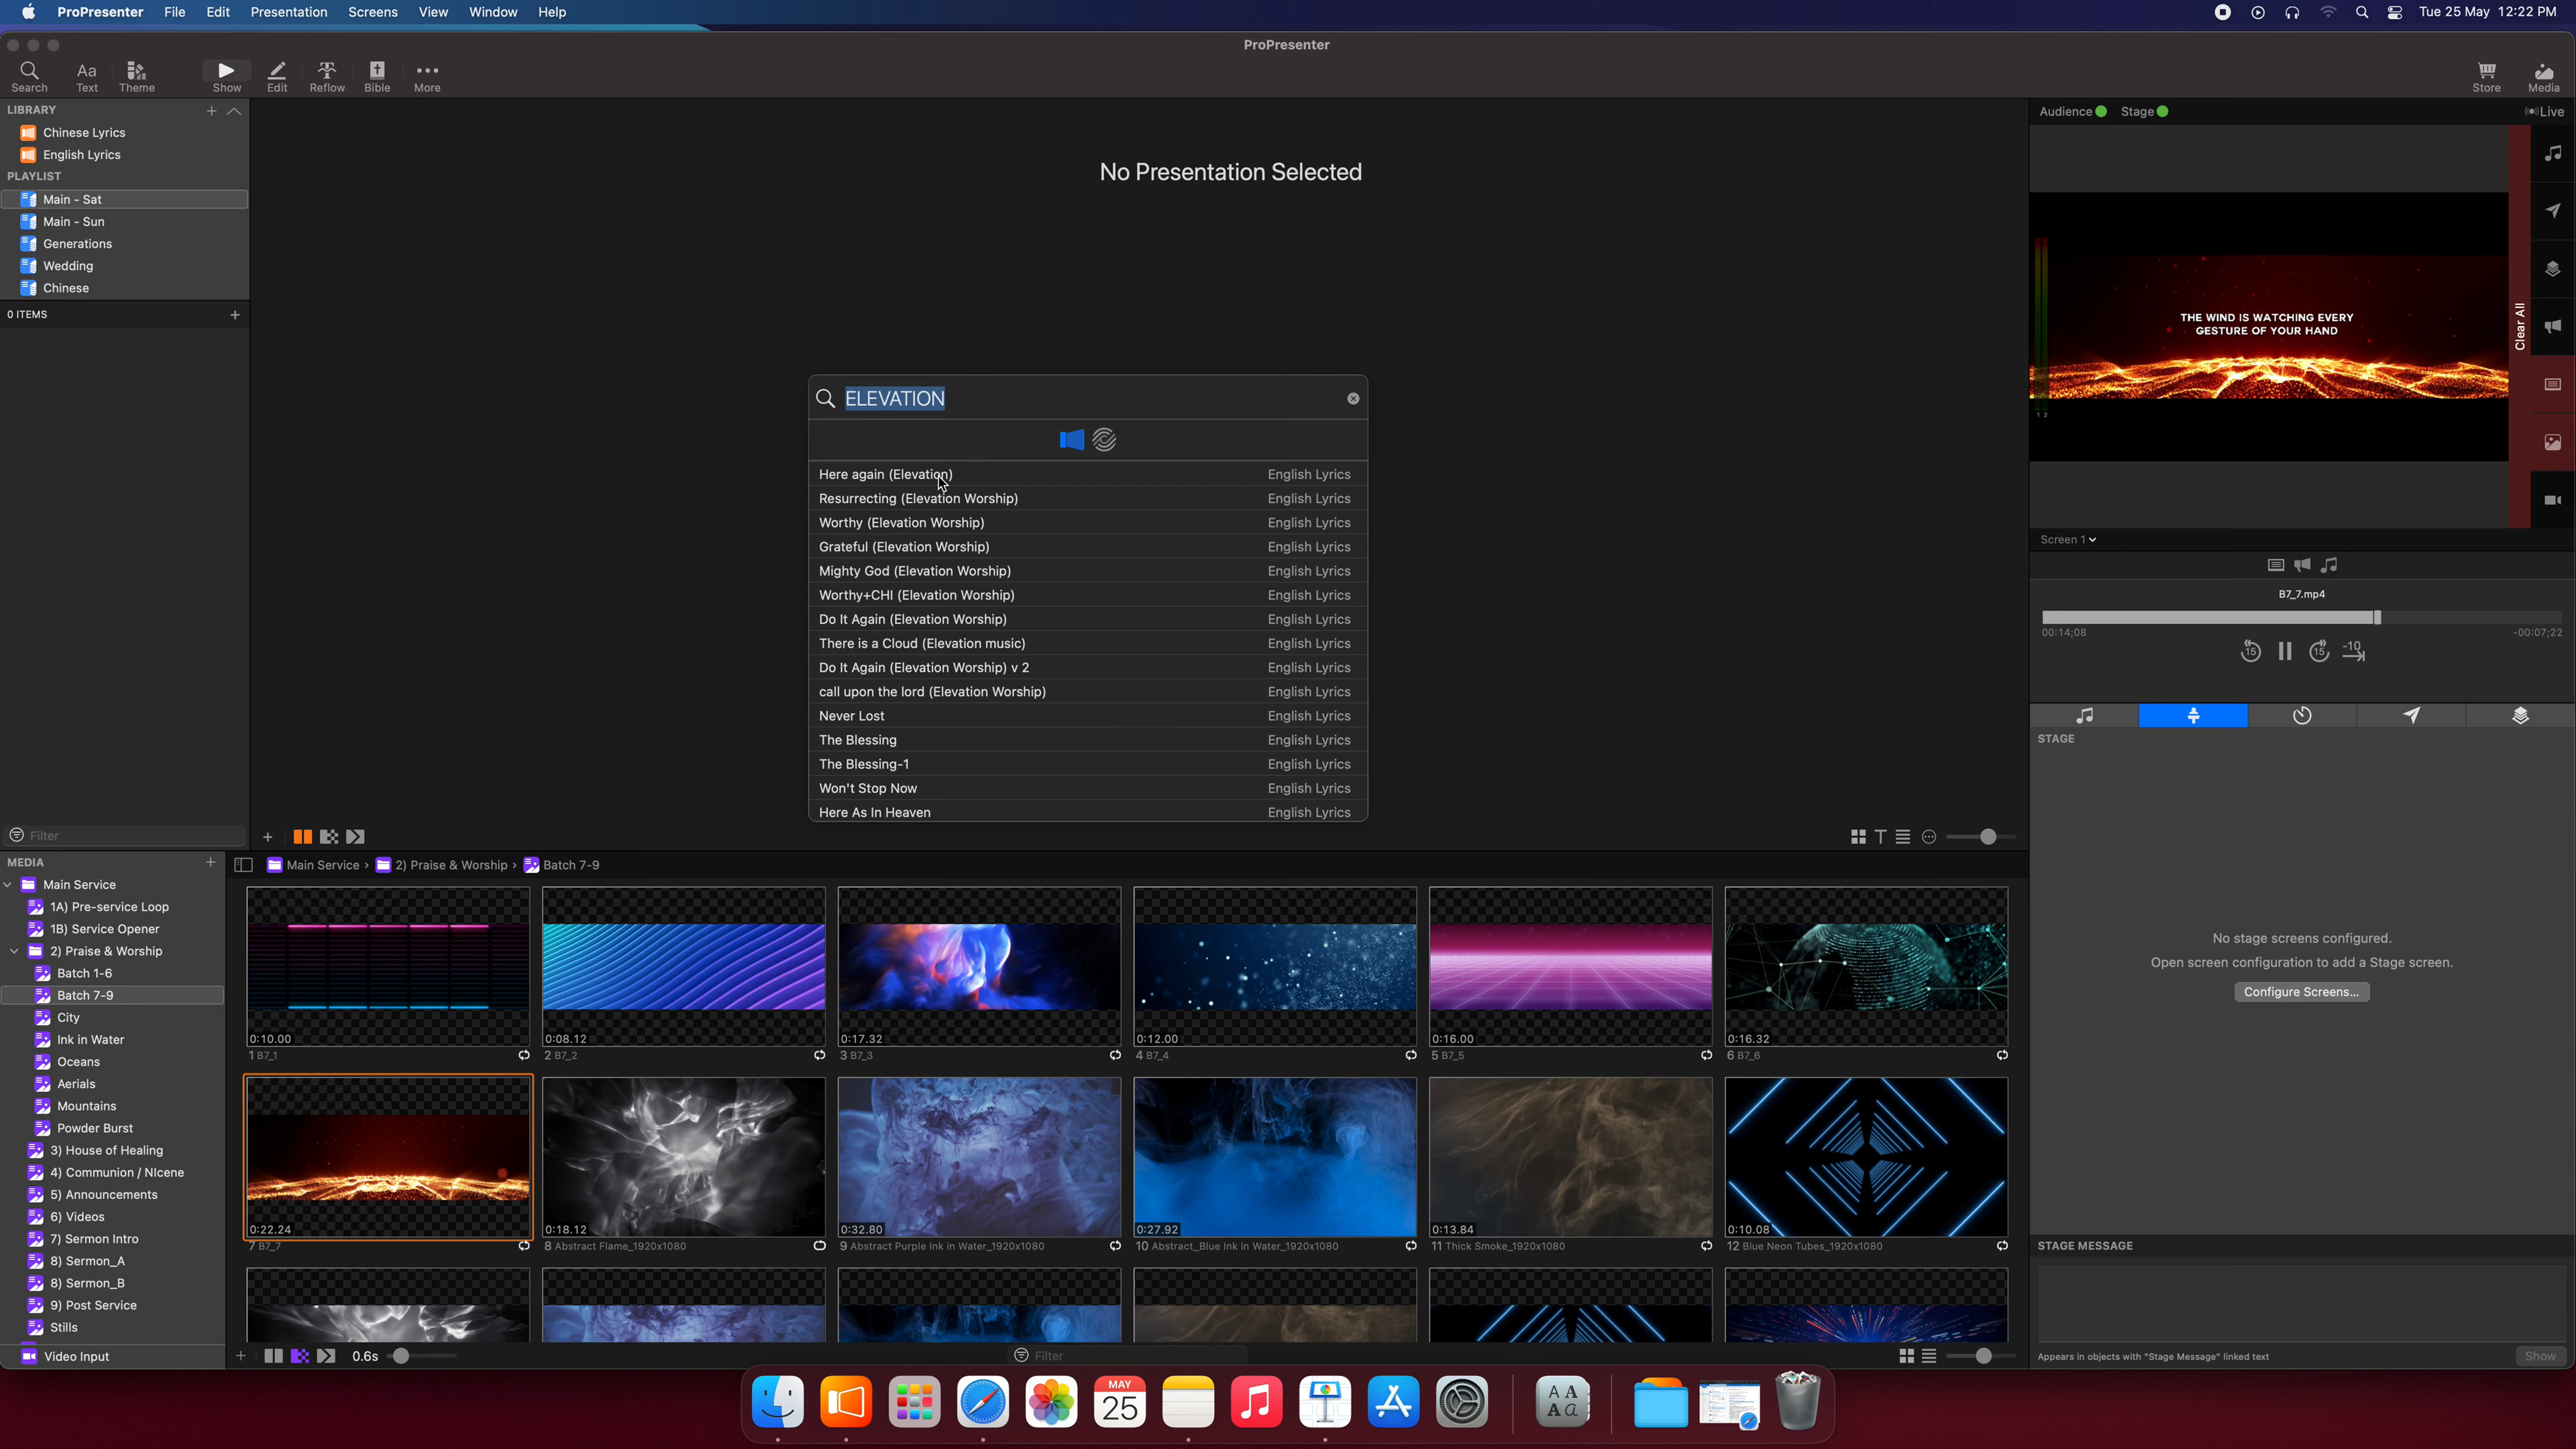 ProPresenter File Edit Presentation Screens View Window Help
Tue 25 May 12:22 PM
ProPresenter
Search Text Theme Show Edit Reflow Bible More
Store Media
LIBRARY
Chinese Lyrics
English Lyrics
PLAYLIST
Main - Sat
Main - Sun
Generations
Wedding
Chinese
0 ITEMS
Filter
No Presentation Selected
ELEVATION
Here again (Elevation) English Lyrics
Resurrecting (Elevation Worship) English Lyrics
Worthy (Elevation Worship) English Lyrics
Grateful (Elevation Worship) English Lyrics
Mighty God (Elevation Worship) English Lyrics
Worthy+CHI (Elevation Worship) English Lyrics
Do It Again (Elevation Worship) English Lyrics
There is a Cloud (Elevation music) English Lyrics
Do It Again (Elevation Worship) v 2 English Lyrics
call upon the lord (Elevation Worship) English Lyrics
Never Lost English Lyrics
The Blessing English Lyrics
The Blessing-1 English Lyrics
Won't Stop Now English Lyrics
Here As In Heaven English Lyrics
Audience Stage Live
THE WIND IS WATCHING EVERY
GESTURE OF YOUR HAND
1 2
Clear All
Screen 1
B7_7.mp4
00:14;08 -00:07;22
15 15 -10
STAGE
No stage screens configured.
Open screen configuration to add a Stage screen.
Configure Screens...
STAGE MESSAGE
Appears in objects with "Stage Message" linked text
Show
MEDIA
Main Service
1A) Pre-service Loop
1B) Service Opener
2) Praise & Worship
Batch 1-6
Batch 7-9
City
Ink in Water
Oceans
Aerials
Mountains
Powder Burst
3) House of Healing
4) Communion / NIcene
5) Announcements
6) Videos
7) Sermon Intro
8) Sermon_A
8) Sermon_B
9) Post Service
Stills
Video Input
Main Service › 2) Praise & Worship › Batch 7-9
0:10.00 0:08.12 0:17.32 0:12.00 0:16.00 0:16.32
1 B7_1 2 B7_2 3 B7_3 4 B7_4 5 B7_5 6 B7_6
0:22.24 0:18.12 0:32.80 0:27.92 0:13.84 0:10.08
7 B7_7 8 Abstract Flame_1920x1080 9 Abstract Purple Ink in Water_1920x1080 10 Abstract_Blue Ink in Water_1920x1080 11 Thick Smoke_1920x1080 12 Blue Neon Tubes_1920x1080
0.6s Filter
MAY
25
A A
A a